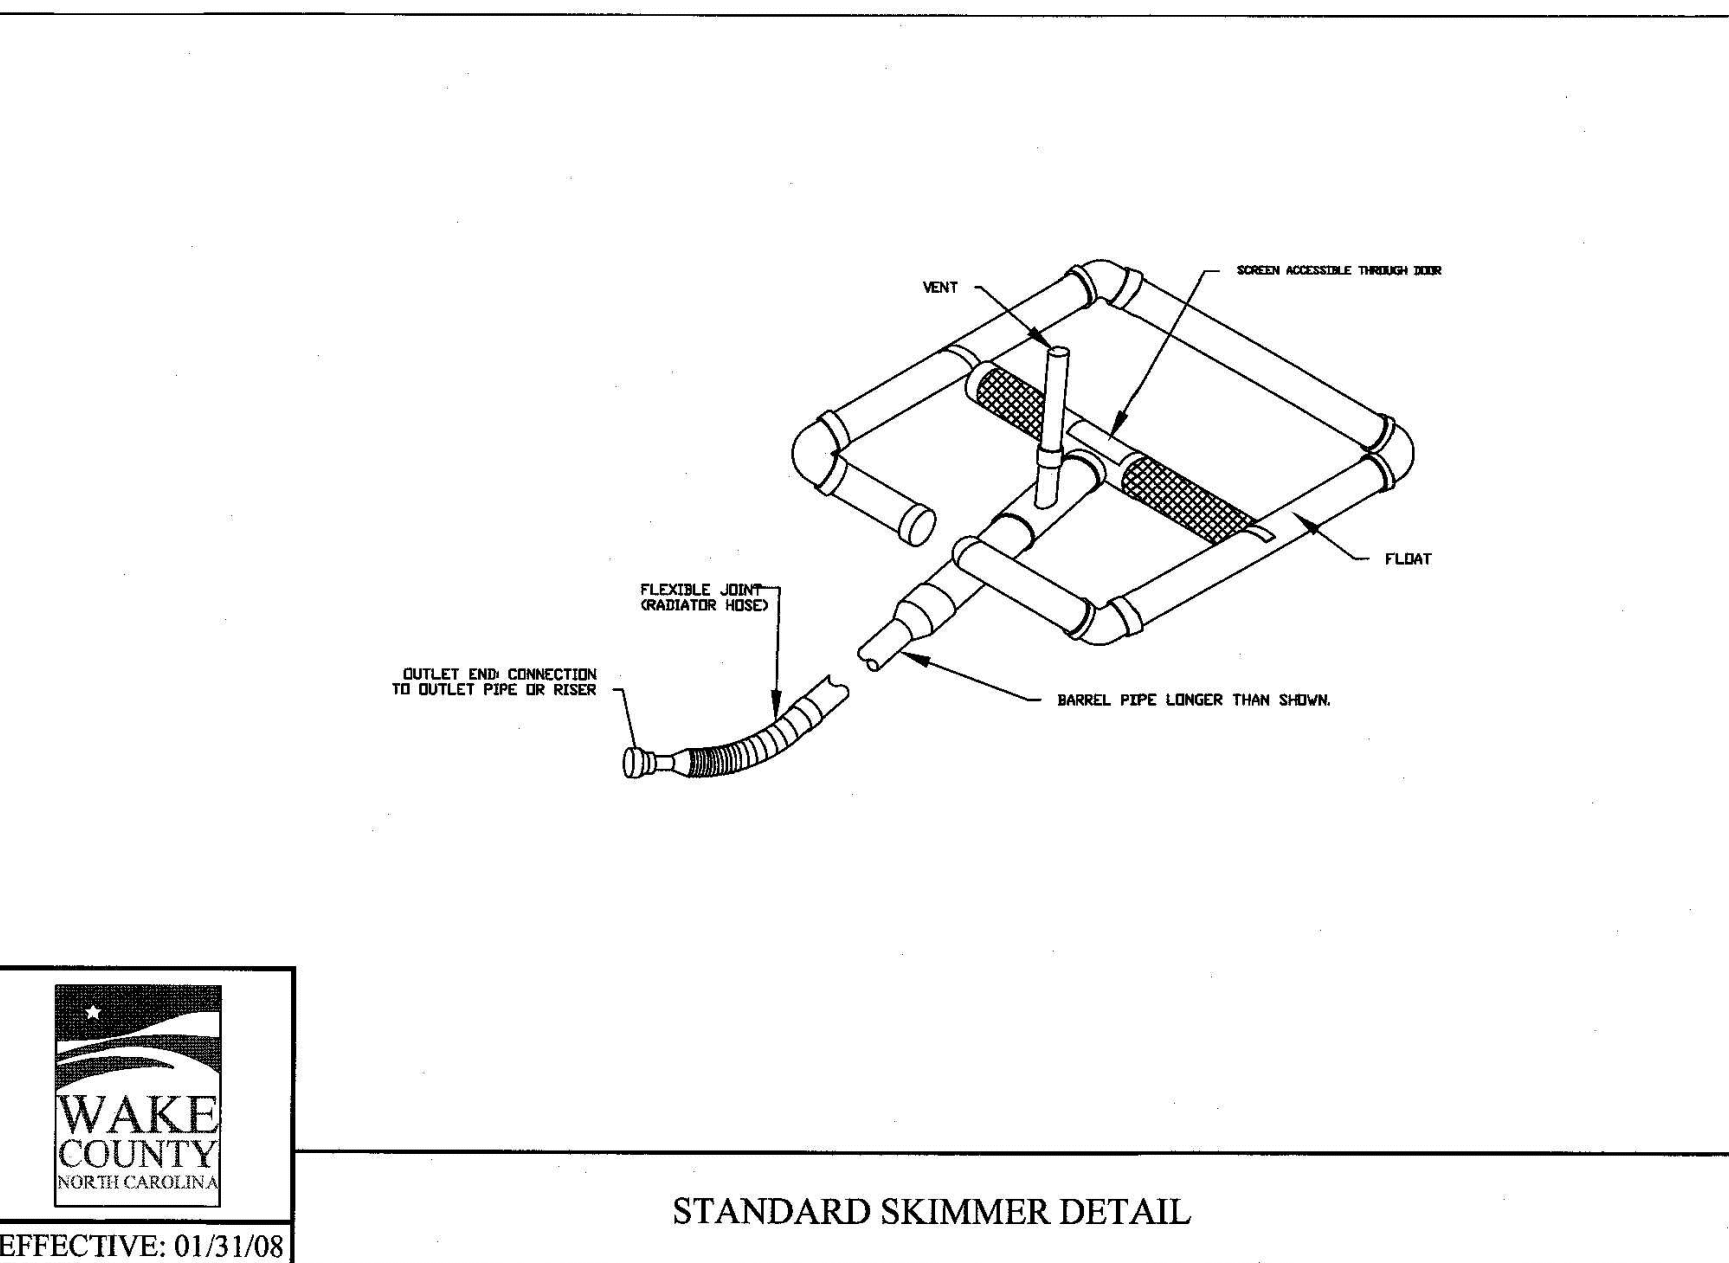 SCREEN ACCESSIBLE THROUGH DOOR
VENT
FLOAT
FLEXIBLE JOINT
(RADIATOR HOSE)
OUTLET END: CONNECTION
TO OUTLET PIPE OR RISER
BARREL PIPE LONGER THAN SHOWN.
WAKE
COUNTY
NORTH CAROLINA
STANDARD SKIMMER DETAIL
EFFECTIVE: 01/31/08